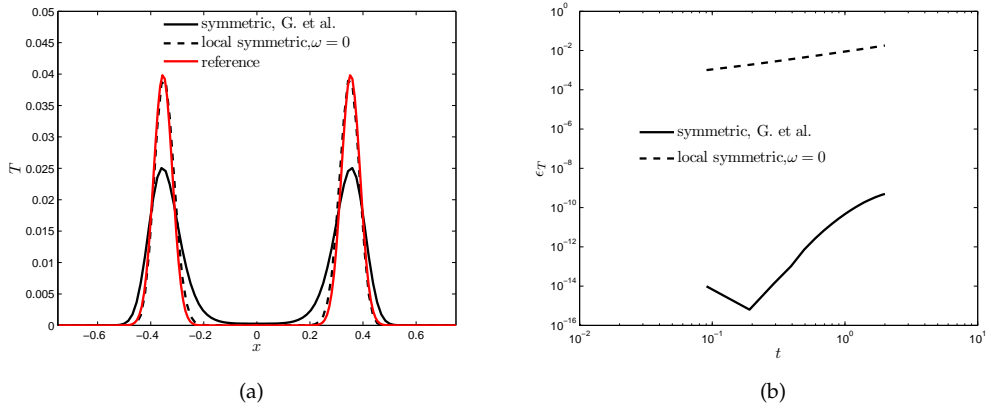 0.05
0.045
0.04
0.035
0.03
0.025
0.02
0.015
0.01
0.005
0
T
symmetric, G. et al.
local symmetric,ω = 0
reference
−0.6 −0.4 −0.2 0 0.2 0.4 0.6
x
(a)
10^0
10^−2
10^−4
10^−6
10^−8
10^−10
10^−12
10^−14
10^−16
ϵ_T
symmetric, G. et al.
local symmetric,ω = 0
10^−2 10^−1 10^0 10^1
t
(b)